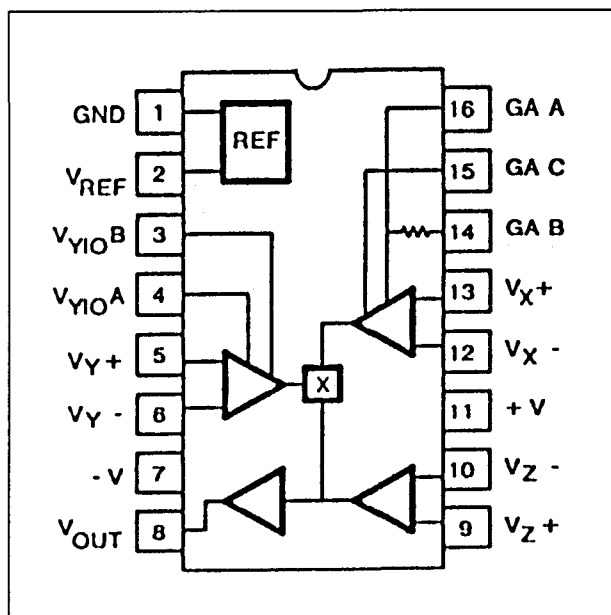 GND 1
V_REF 2
V_YIO B 3
V_YIO A 4
V_Y + 5
V_Y - 6
- V 7
V_OUT 8
REF
X
16 GA A
15 GA C
14 GA B
13 V_X +
12 V_X -
11 + V
10 V_Z -
9 V_Z +